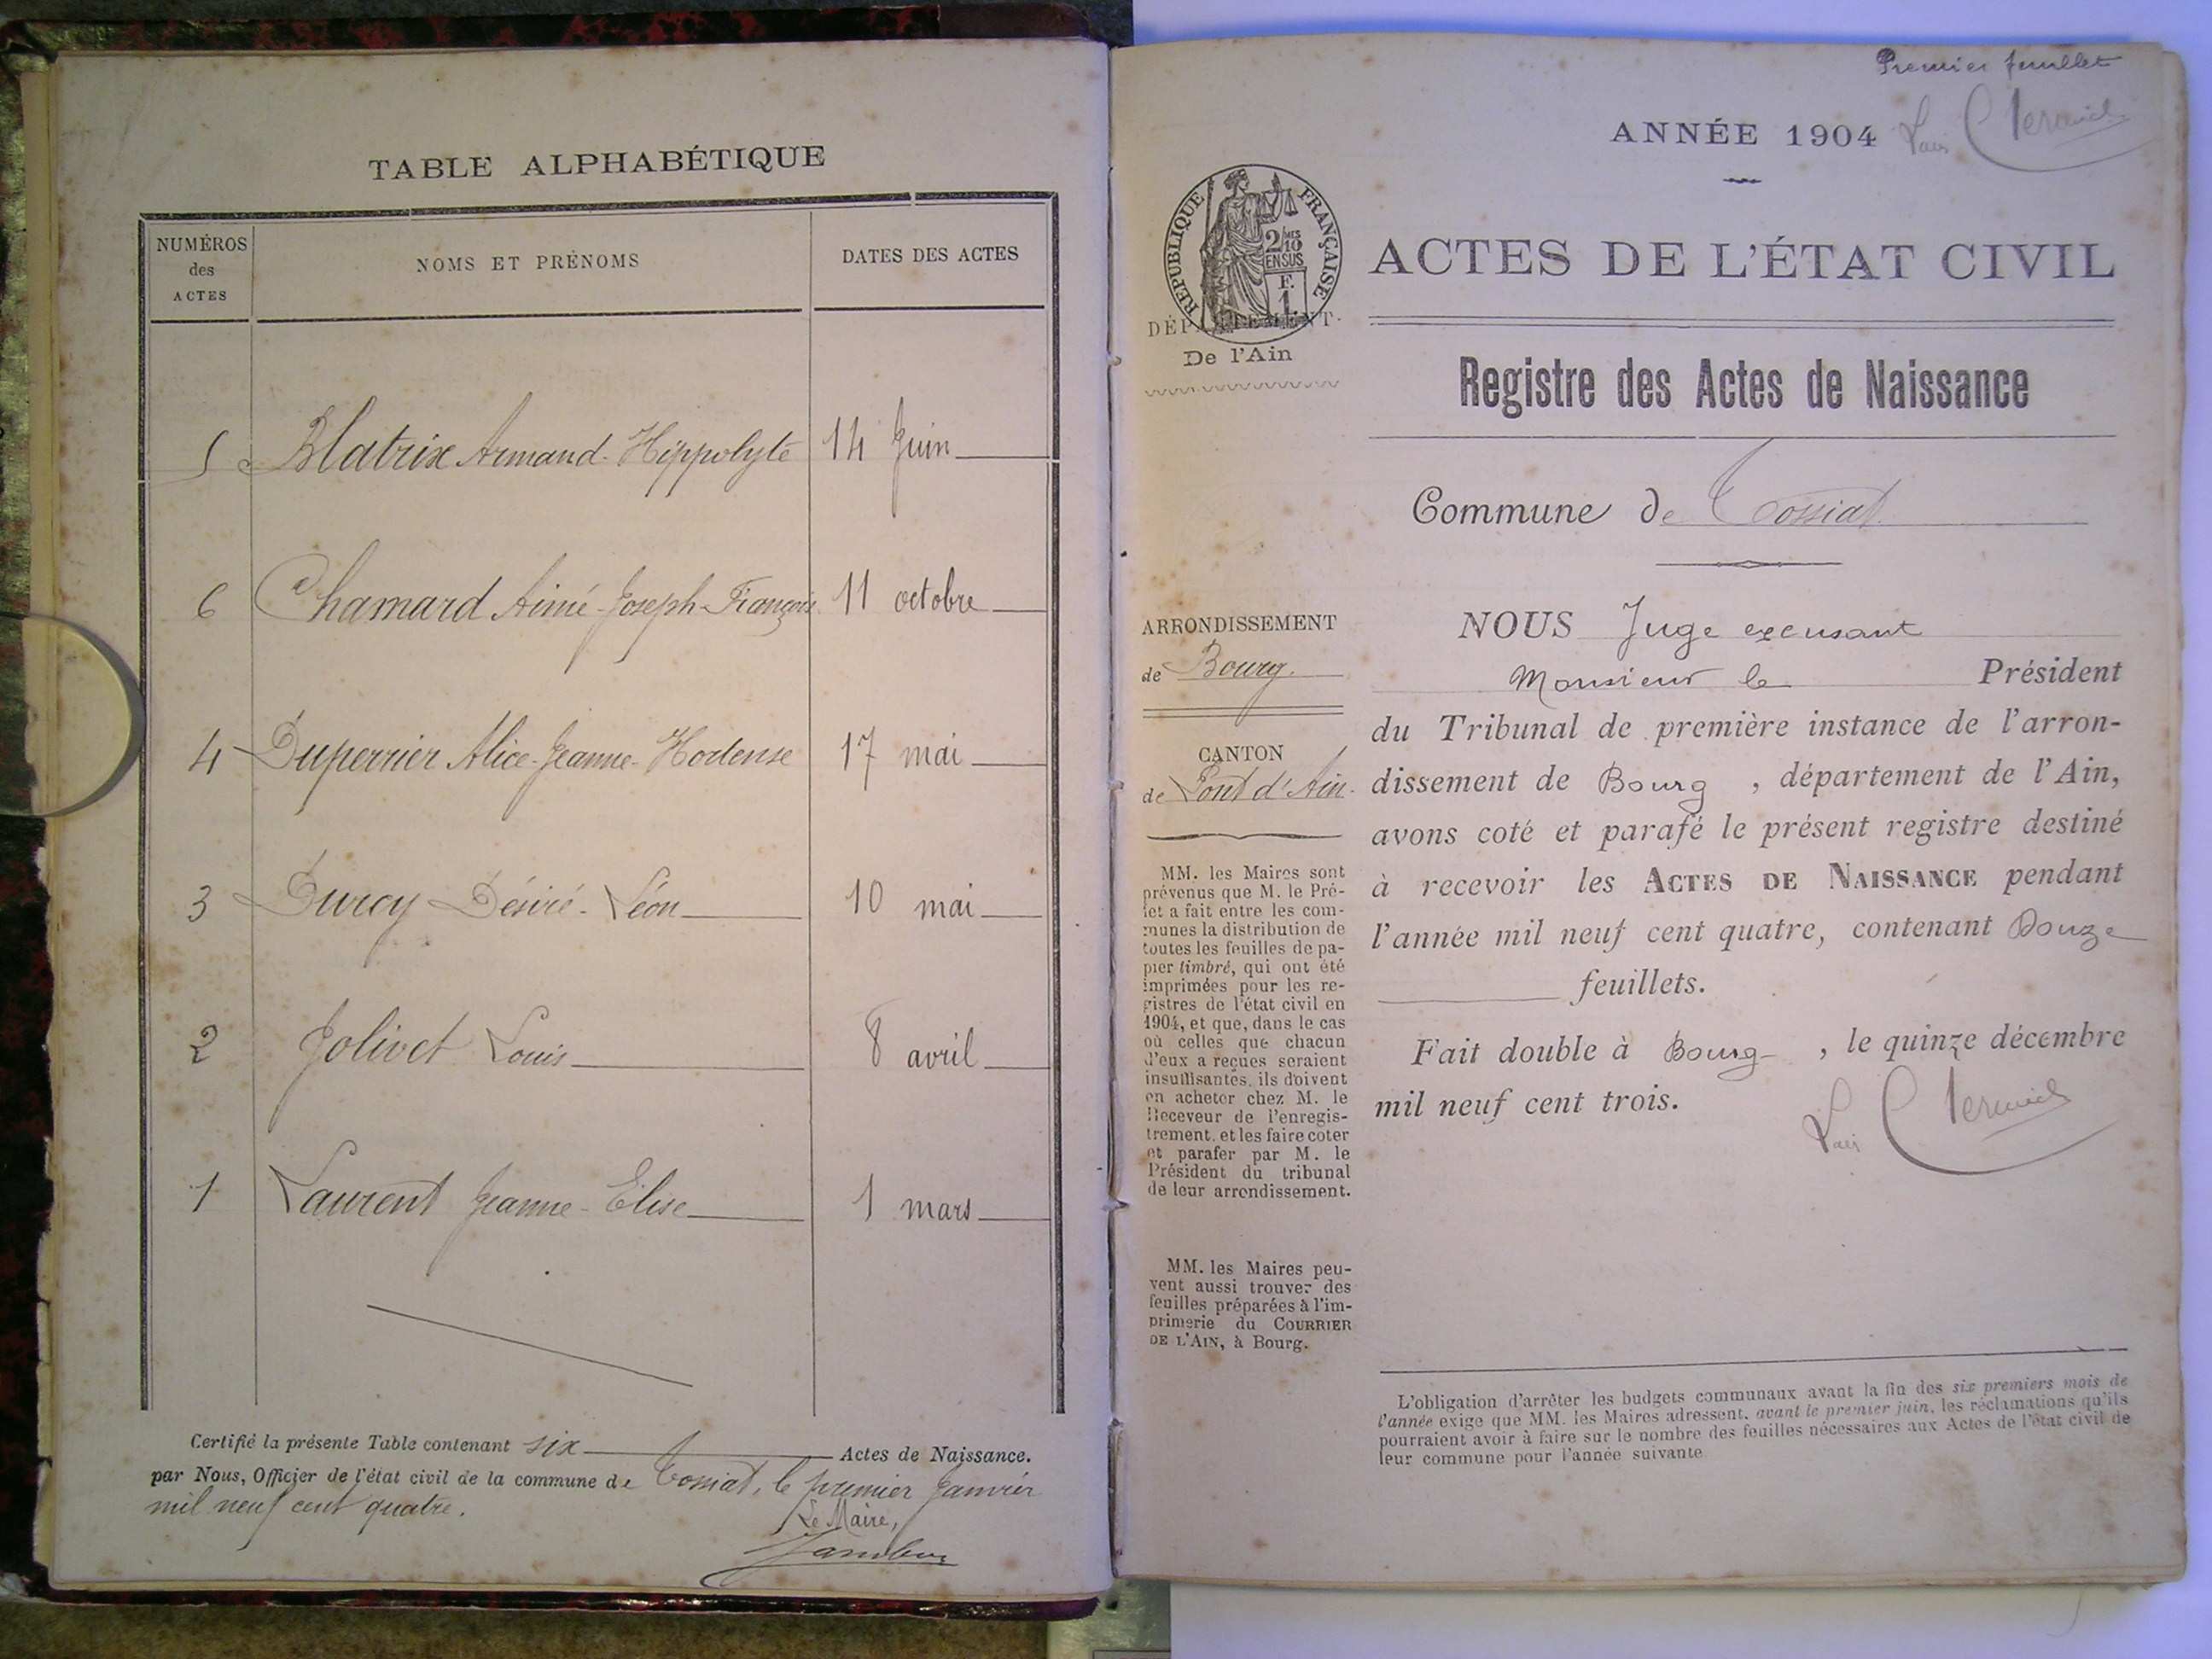 TABLE ALPHABÉTIQUE
NUMÉROS
des
ACTES
NOMS ET PRÉNOMS
DATES DES ACTES
5 Blatrix Armand-Hippolyte 14 juin
6 Chamard Aimé-Joseph-François 11 octobre
4 Duperrier Alice-Jeanne-Hortense 17 mai
3 Durcy Désiré-Léon 10 mai
2 Jolivet Louis 8 avril
1 Laurent Jeanne-Elise 1 mars
Certifié la présente Table contenant six Actes de Naissance.
par Nous, Officier de l'état civil de la commune de Tossiat, le premier Janvier
mil neuf cent quatre.
Le Maire,
Premier feuillet
ANNÉE 1904
RÉPUBLIQUE FRANÇAISE
2/10 EN SUS
F. 1.
ACTES DE L'ÉTAT CIVIL
DÉPARTEMENT
De l'Ain
Registre des Actes de Naissance
Commune de Tossiat
ARRONDISSEMENT
de Bourg.
CANTON
de Pont d'Ain.
MM. les Maires sont
prévenus que M. le Pré-
fet a fait entre les com-
munes la distribution de
toutes les feuilles de pa-
pier timbré, qui ont été
imprimées pour les re-
gistres de l'état civil en
1904, et que, dans le cas
où celles que chacun
d'eux a reçues seraient
insuffisantes, ils doivent
en acheter chez M. le
Receveur de l'enregis-
trement, et les faire coter
et parafer par M. le
Président du tribunal
de leur arrondissement.
MM. les Maires peu-
vent aussi trouver des
feuilles préparées à l'im-
primerie du COURRIER
DE L'AIN, à Bourg.
NOUS Juge excusant
Monsieur le Président
du Tribunal de première instance de l'arron-
dissement de Bourg , département de l'Ain,
avons coté et parafé le présent registre destiné
à recevoir les ACTES DE NAISSANCE pendant
l'année mil neuf cent quatre, contenant Douze
feuillets.
Fait double à Bourg , le quinze décembre
mil neuf cent trois.
L'obligation d'arrêter les budgets communaux avant la fin des six premiers mois de
l'année exige que MM. les Maires adressent, avant le premier juin, les réclamations qu'ils
pourraient avoir à faire sur le nombre des feuilles nécessaires aux Actes de l'état civil de
leur commune pour l'année suivante